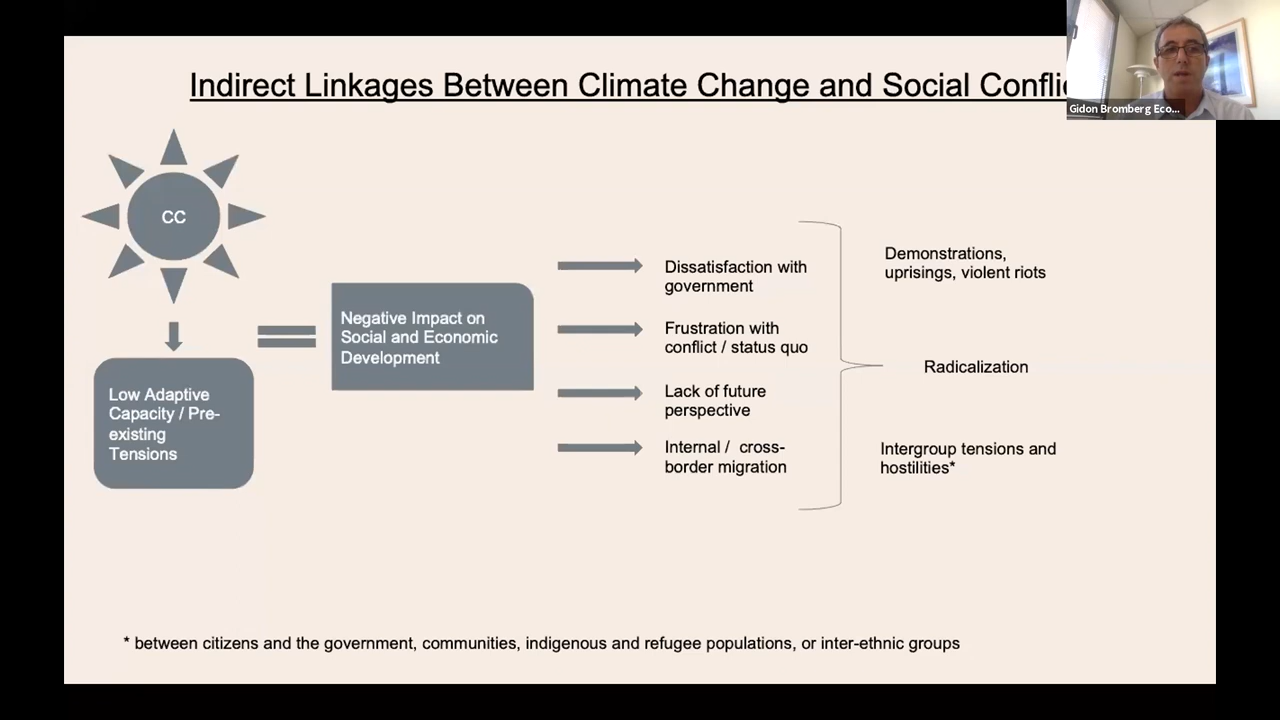 Indirect Linkages Between Climate Change and Social Conflic
Gidon Bromberg Eco...
CC
Low Adaptive
Capacity / Pre-
existing
Tensions
Negative Impact on
Social and Economic
Development
Dissatisfaction with
government
Frustration with
conflict / status quo
Lack of future
perspective
Internal / cross-
border migration
Demonstrations,
uprisings, violent riots
Radicalization
Intergroup tensions and
hostilities*
* between citizens and the government, communities, indigenous and refugee populations, or inter-ethnic groups